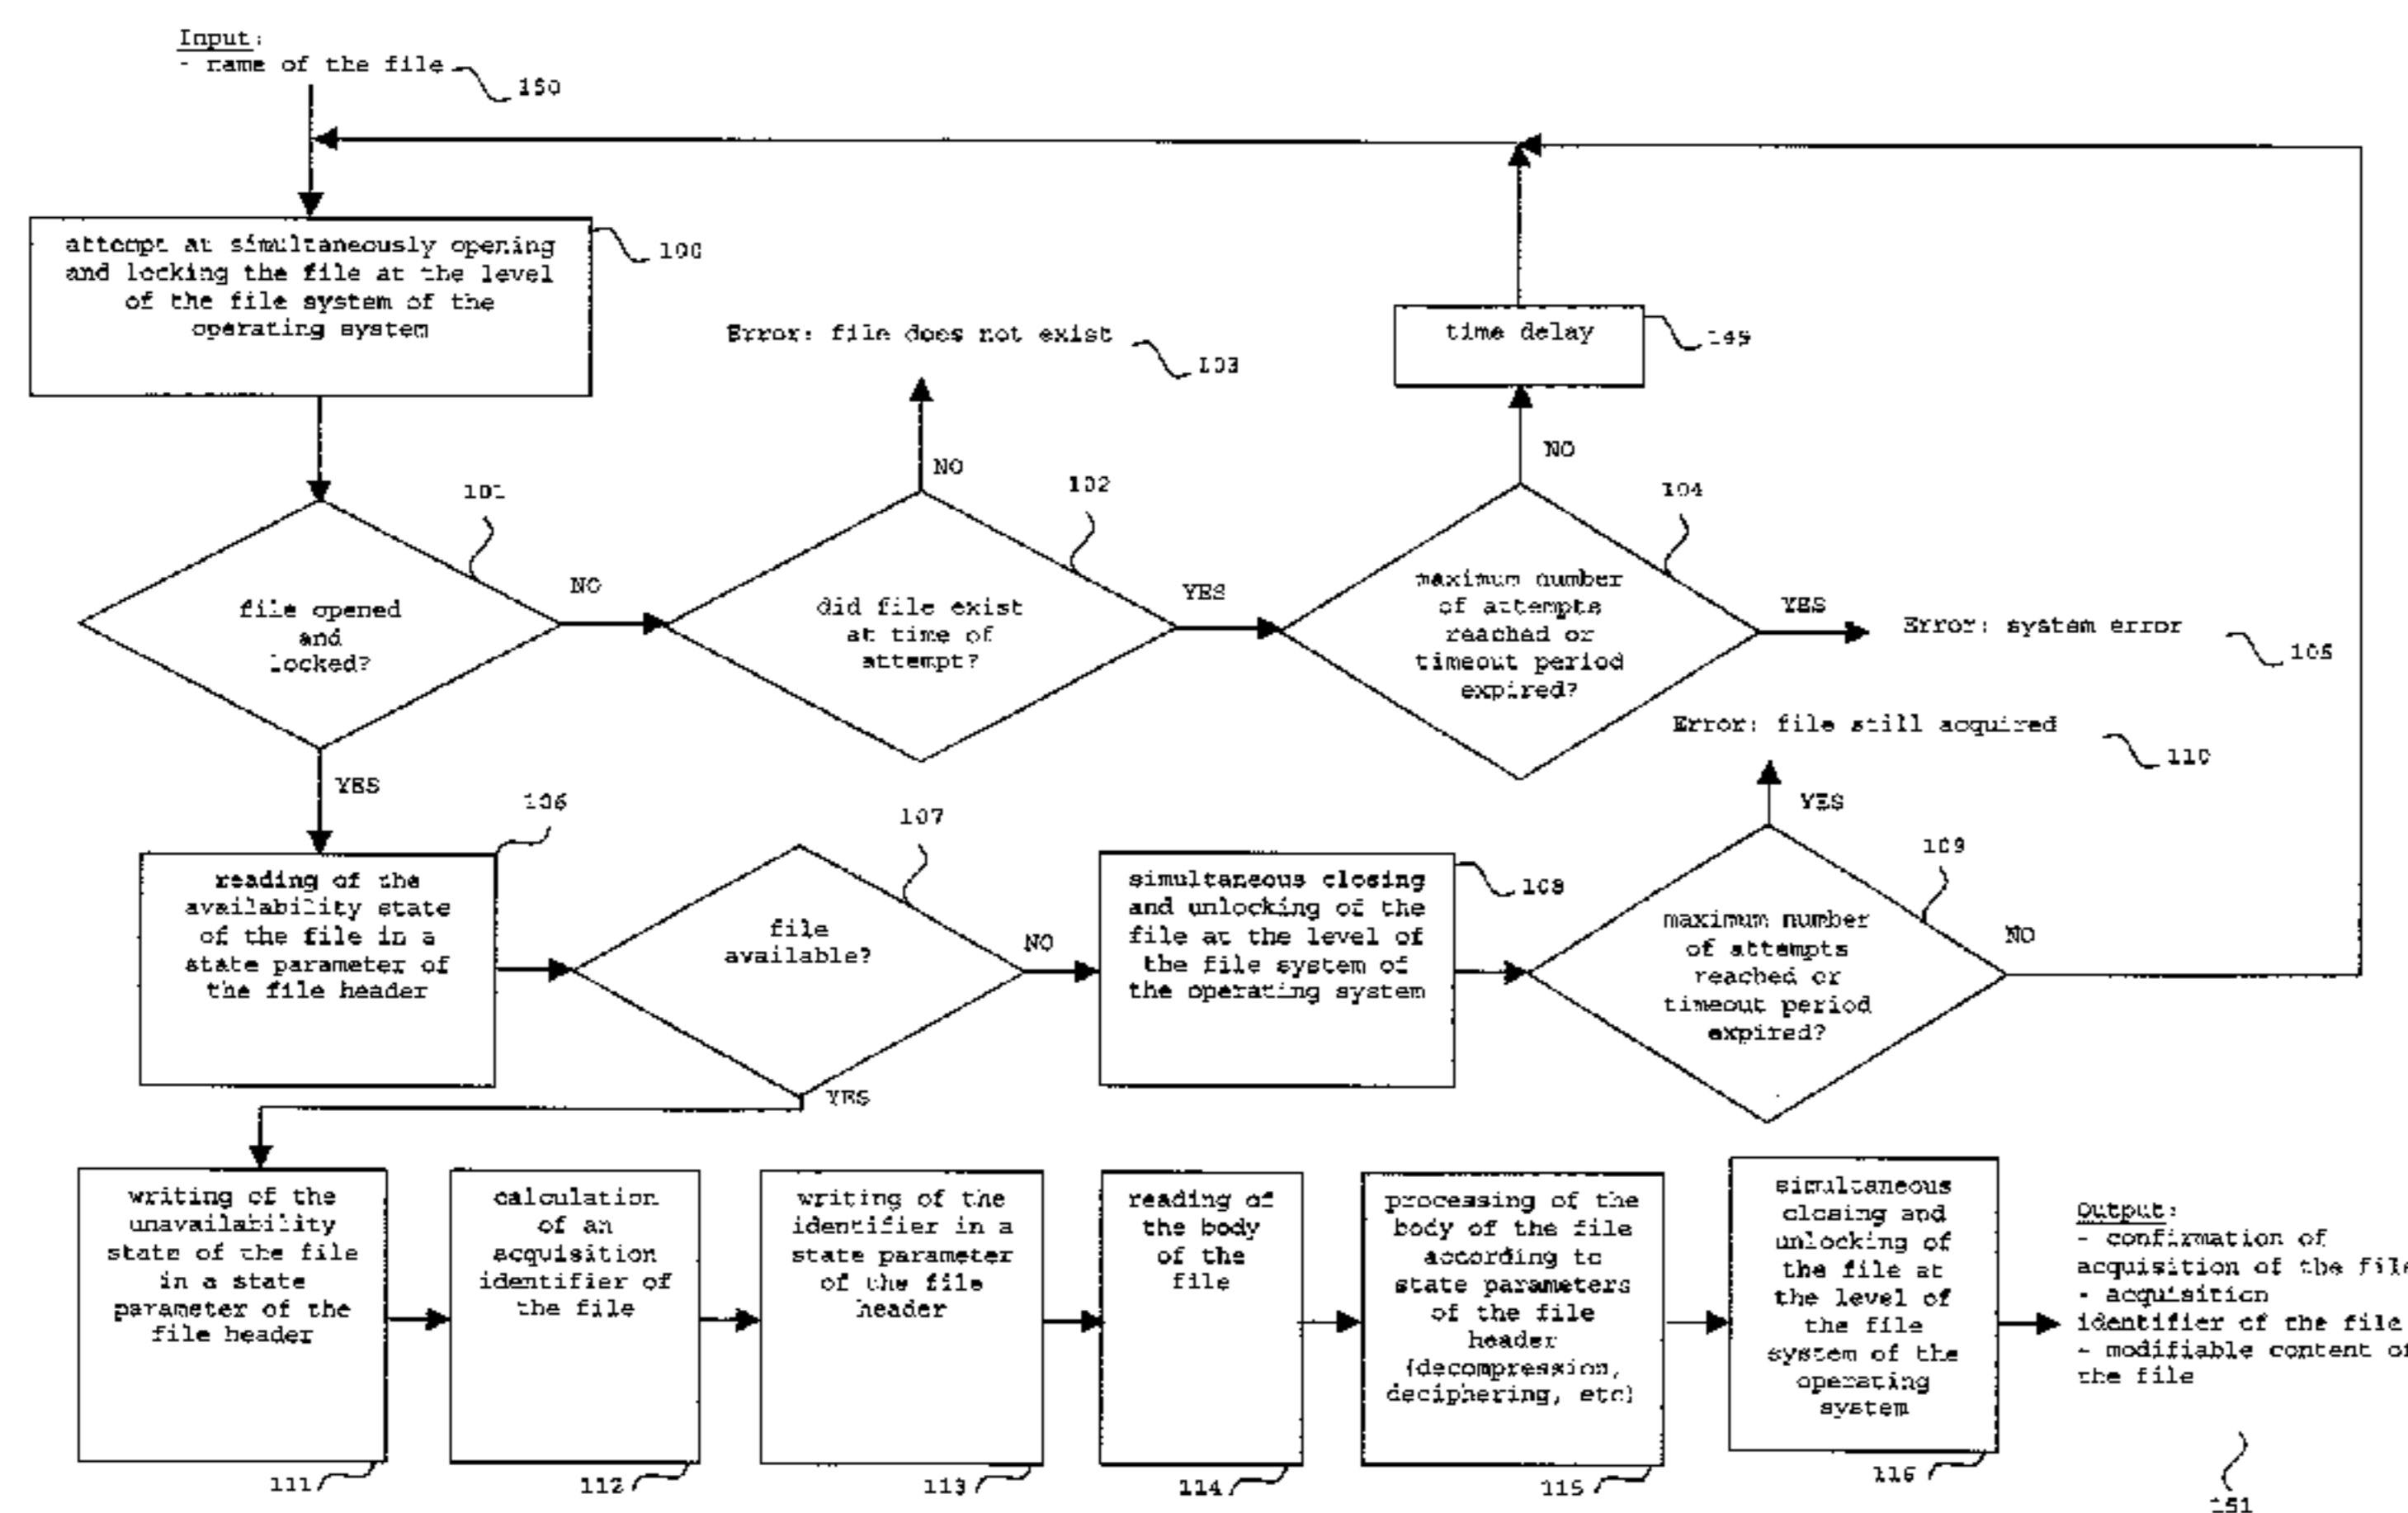 Input:
- name of the file
150
attempt at simultaneously opening
and locking the file at the level
of the file system of the
operating system
100
Error: file does not exist
103
time delay
149
NO
NO
101
102
104
file opened
and
locked?
NO
did file exist
at time of
attempt?
YES
maximum number
of attempts
reached or
timeout period
expired?
YES
Error: system error
105
Error: file still acquired
110
YES
YES
106
107
109
reading of the
availability state
of the file in a
state parameter of
the file header
file
available?
NO
simultaneous closing
and unlocking of the
file at the level of
the file system of
the operating system
108
maximum number
of attempts
reached or
timeout period
expired?
NO
YES
writing of the
unavailability
state of the file
in a state
parameter of the
file header
111
calculation
of an
acquisition
identifier of
the file
112
writing of the
identifier in a
state parameter
of the file
header
113
reading of
the body
of the
file
114
processing of the
body of the file
according to
state parameters
of the file
header
(decompression,
deciphering, etc)
115
simultaneous
closing and
unlocking of
the file at
the level of
the file
system of the
operating
system
116
Output:
- confirmation of
acquisition of the file
- acquisition
identifier of the file
- modifiable content of
the file
151